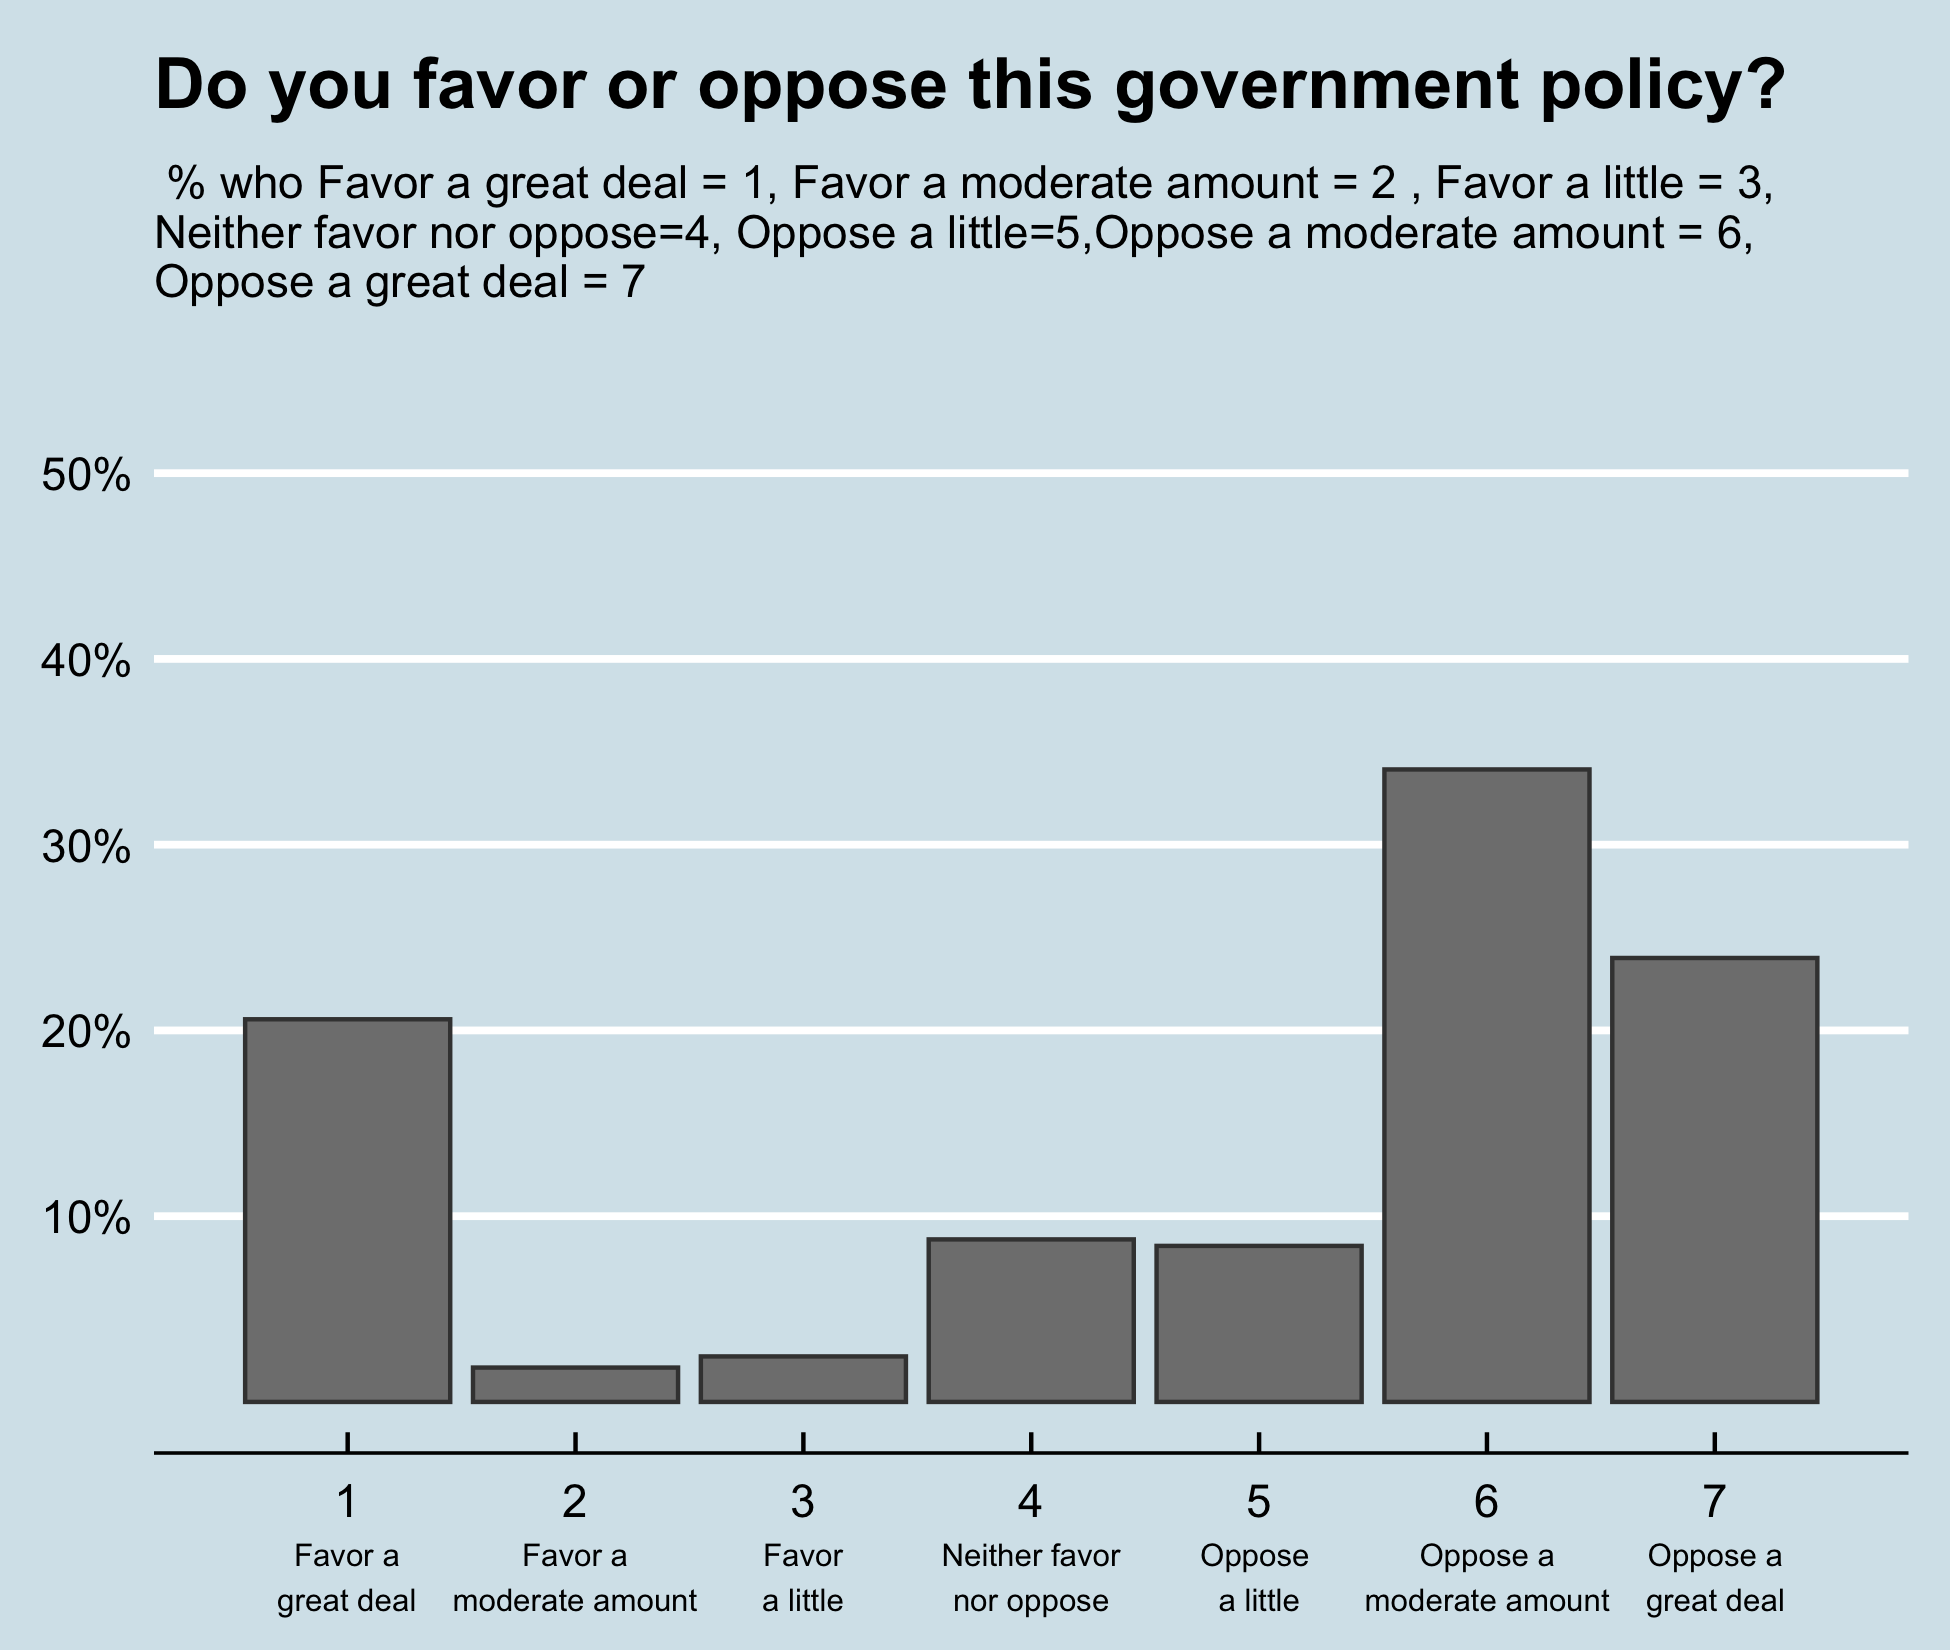 Do you favor or oppose this government policy?
% who Favor a great deal = 1, Favor a moderate amount = 2 , Favor a little = 3,
Neither favor nor oppose=4, Oppose a little=5,Oppose a moderate amount = 6,
Oppose a great deal = 7
50%
40%
30%
20%
10%
1 2 3 4 5 6 7
Favor a Favor a Favor Neither favor Oppose Oppose a Oppose a
great deal moderate amount a little nor oppose a little moderate amount great deal